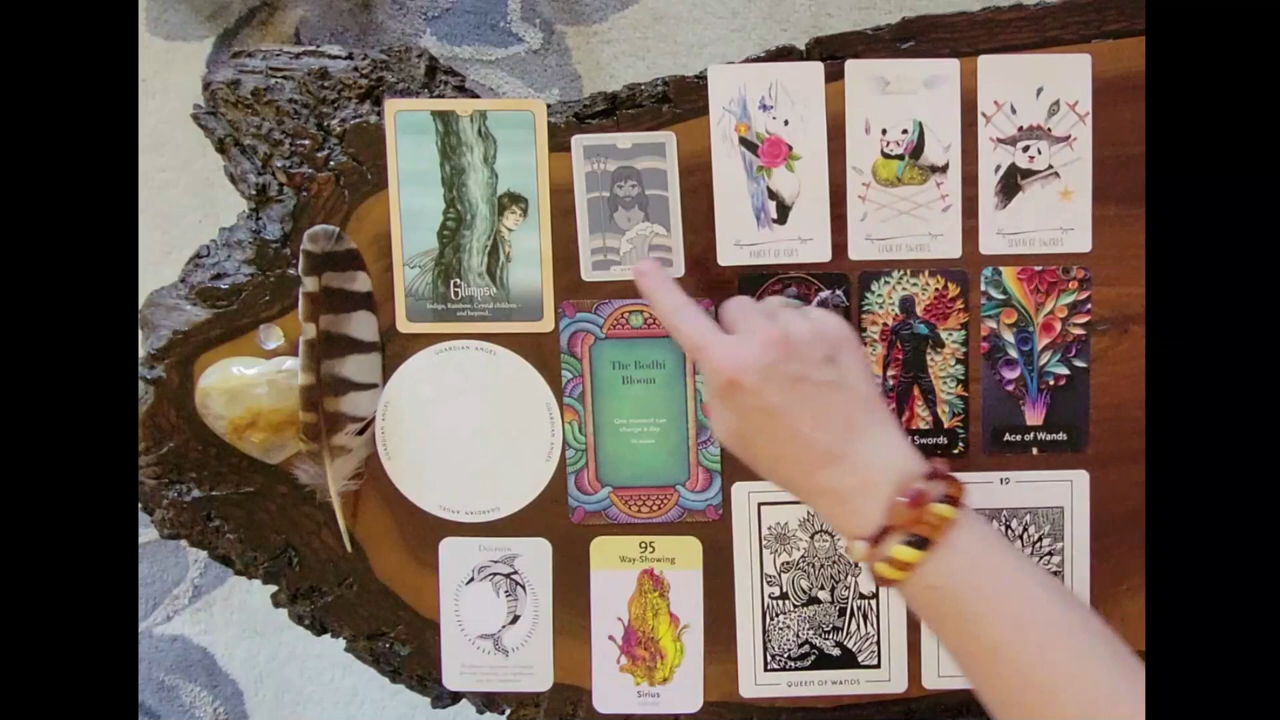 Glimpse
Indigo, Rainbow, Crystal children -
and beyond...
KNIGHT OF CUPS
FOUR OF SWORDS
SEVEN OF SWORDS
GUARDIAN ANGEL
GUARDIAN ANGEL
GUARDIAN ANGEL
GUARDIAN ANGEL
33
The Bodhi
Bloom
One moment can
change a day
of Swords
Ace of Wands
DOLPHIN
95
Way-Showing
Sirius
QUEEN OF WANDS
19